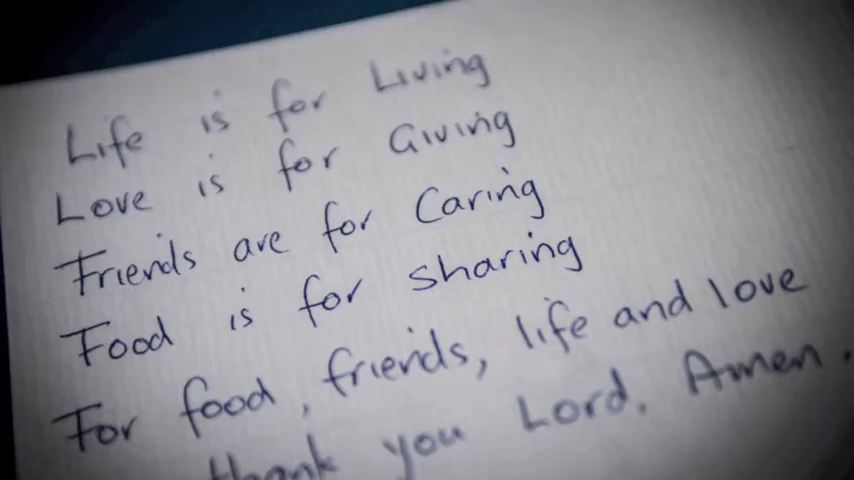 Life is for Living
Love is for Giving
Friends are for Caring
Food is for sharing
For food, friends, life and love
thank you Lord. Amen.